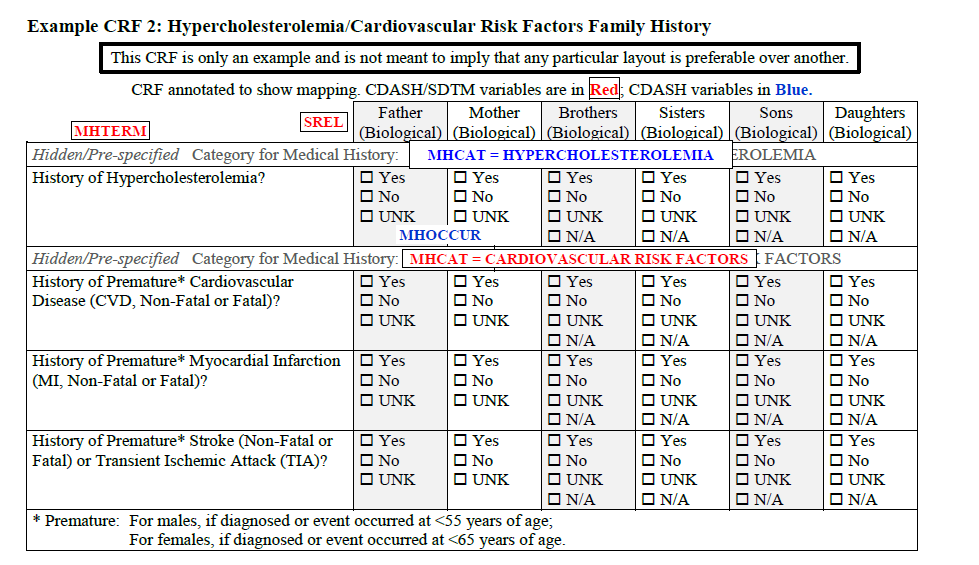 Example CRF 2: Hypercholesterolemia/Cardiovascular Risk Factors Family History
This CRF is only an example and is not meant to imply that any particular layout is preferable over another.
CRF annotated to show mapping. CDASH/SDTM variables are in Red; CDASH variables in Blue.
MHTERM SREL Father (Biological) Mother (Biological) Brothers (Biological) Sisters (Biological) Sons (Biological) Daughters (Biological)
Hidden/Pre-specified Category for Medical History: MHCAT = HYPERCHOLESTEROLEMIA EROLEMIA
History of Hypercholesterolemia?
☐ Yes ☐ Yes ☐ Yes ☐ Yes ☐ Yes ☐ Yes
☐ No ☐ No ☐ No ☐ No ☐ No ☐ No
☐ UNK ☐ UNK ☐ UNK ☐ UNK ☐ UNK ☐ UNK
MHOCCUR ☐ N/A ☐ N/A ☐ N/A ☐ N/A
Hidden/Pre-specified Category for Medical History: MHCAT = CARDIOVASCULAR RISK FACTORS FACTORS
History of Premature* Cardiovascular
Disease (CVD, Non-Fatal or Fatal)?
☐ Yes ☐ Yes ☐ Yes ☐ Yes ☐ Yes ☐ Yes
☐ No ☐ No ☐ No ☐ No ☐ No ☐ No
☐ UNK ☐ UNK ☐ UNK ☐ UNK ☐ UNK ☐ UNK
☐ N/A ☐ N/A ☐ N/A ☐ N/A
History of Premature* Myocardial Infarction
(MI, Non-Fatal or Fatal)?
☐ Yes ☐ Yes ☐ Yes ☐ Yes ☐ Yes ☐ Yes
☐ No ☐ No ☐ No ☐ No ☐ No ☐ No
☐ UNK ☐ UNK ☐ UNK ☐ UNK ☐ UNK ☐ UNK
☐ N/A ☐ N/A ☐ N/A ☐ N/A
History of Premature* Stroke (Non-Fatal or
Fatal) or Transient Ischemic Attack (TIA)?
☐ Yes ☐ Yes ☐ Yes ☐ Yes ☐ Yes ☐ Yes
☐ No ☐ No ☐ No ☐ No ☐ No ☐ No
☐ UNK ☐ UNK ☐ UNK ☐ UNK ☐ UNK ☐ UNK
☐ N/A ☐ N/A ☐ N/A ☐ N/A
* Premature: For males, if diagnosed or event occurred at <55 years of age;
For females, if diagnosed or event occurred at <65 years of age.